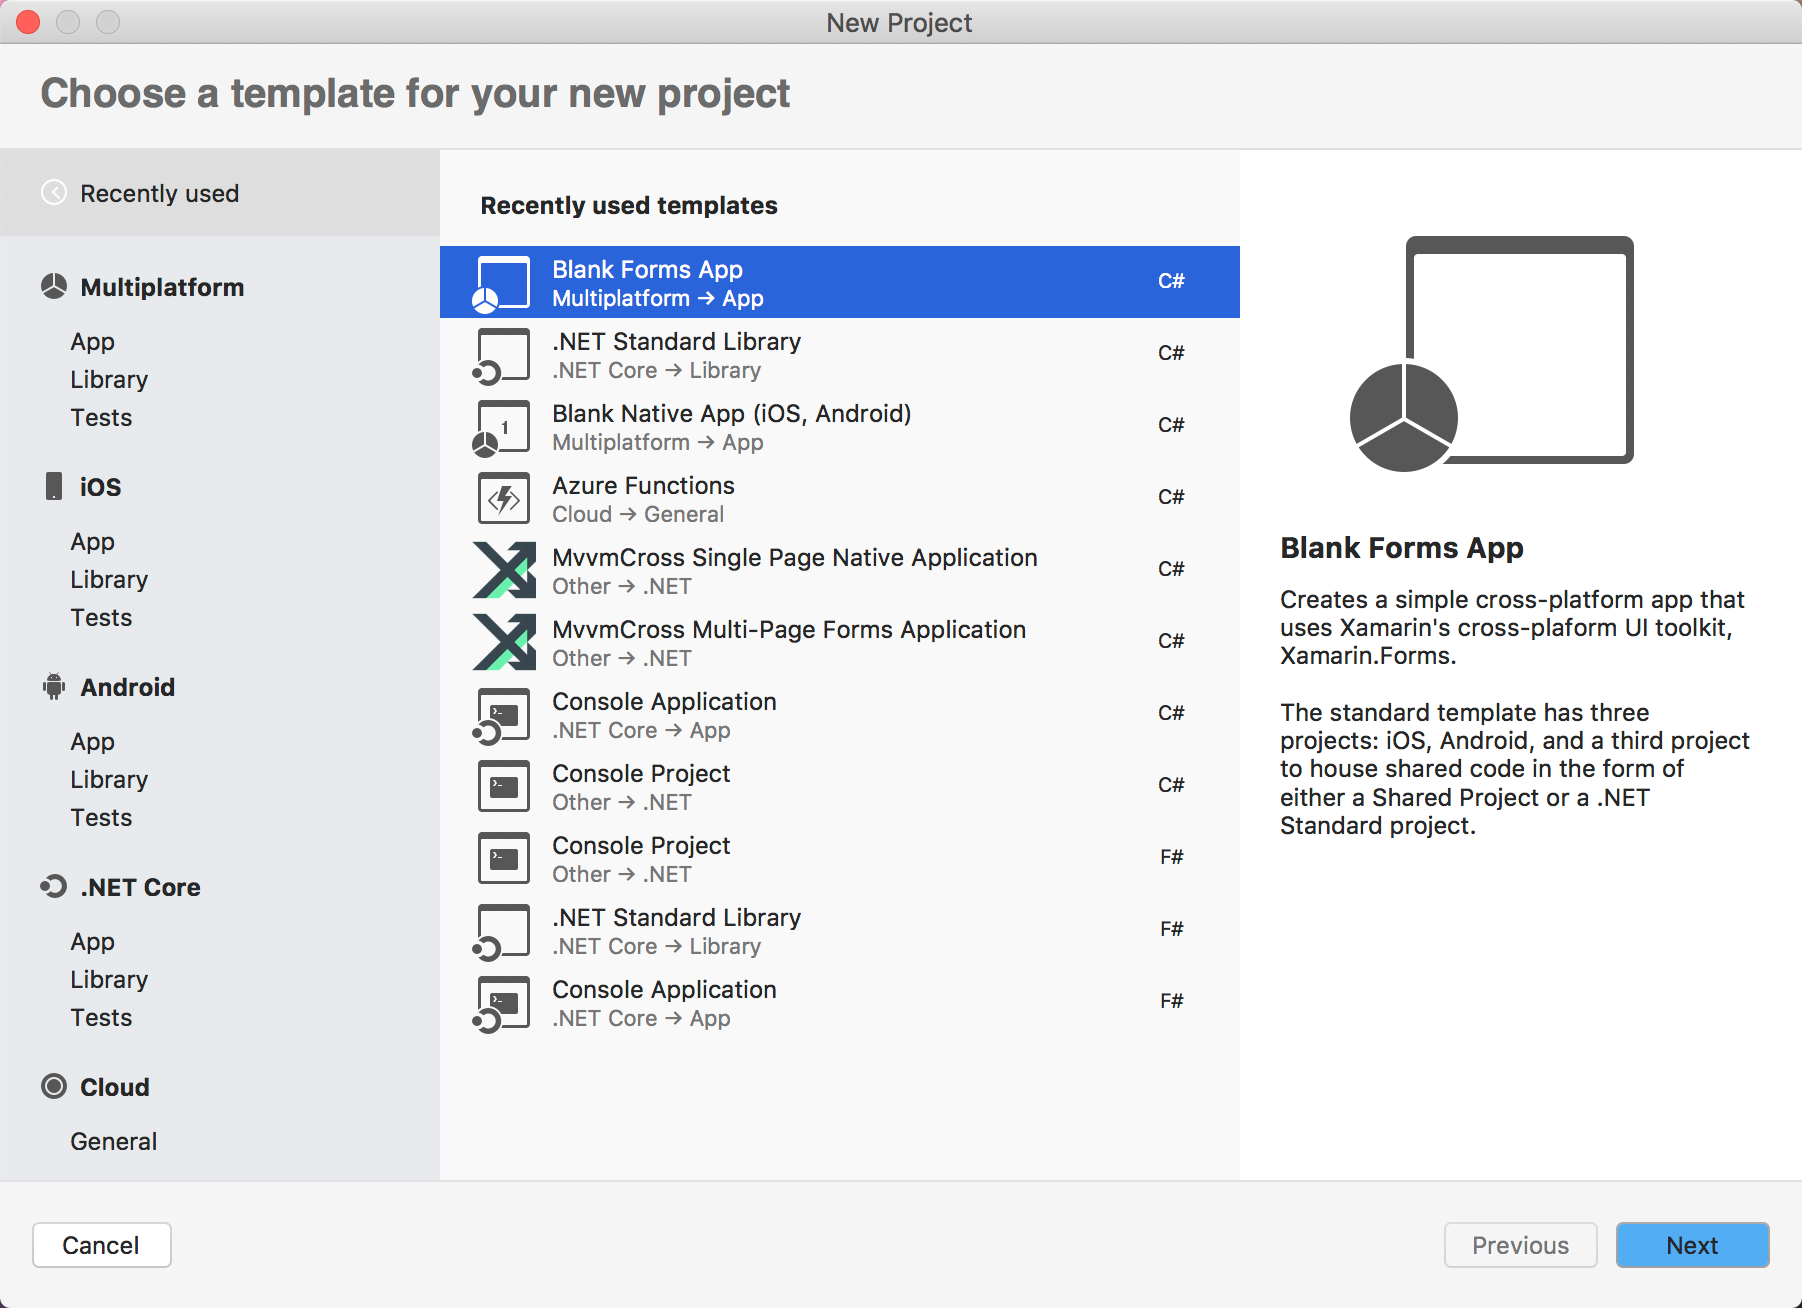 New Project
Choose a template for your new project
Recently used
Multiplatform
App
Library
Tests
iOS
App
Library
Tests
Android
App
Library
Tests
.NET Core
App
Library
Tests
Cloud
General
Recently used templates
Blank Forms App
Multiplatform → App
C#
.NET Standard Library
.NET Core → Library
C#
1
Blank Native App (iOS, Android)
Multiplatform → App
C#
Azure Functions
Cloud → General
C#
MvvmCross Single Page Native Application
Other → .NET
C#
MvvmCross Multi-Page Forms Application
Other → .NET
C#
Console Application
.NET Core → App
C#
Console Project
Other → .NET
C#
Console Project
Other → .NET
F#
.NET Standard Library
.NET Core → Library
F#
Console Application
.NET Core → App
F#
Blank Forms App
Creates a simple cross-platform app that
uses Xamarin's cross-plaform UI toolkit,
Xamarin.Forms.
The standard template has three
projects: iOS, Android, and a third project
to house shared code in the form of
either a Shared Project or a .NET
Standard project.
Cancel
Previous
Next